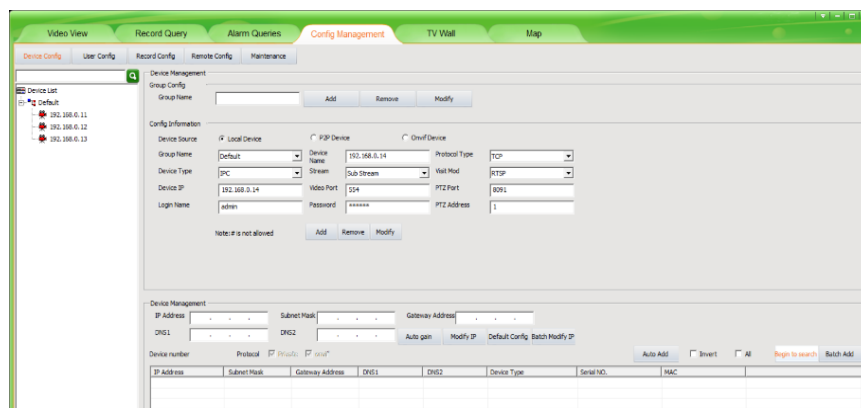 Video View Record Query Alarm Queries Config Management TV Wall Map
Device Config User Config Record Config Remote Config Maintenance
Device List
Default
192.168.0.11
192.168.0.12
192.168.0.13
Device Management
Group Config
Group Name Add Remove Modify
Config Information
Device Source Local Device P2P Device Onvif Device
Group Name Default Device Name 192.168.0.14 Protocol Type TCP
Device Type IPC Stream Sub Stream Visit Mod RTSP
Device IP 192.168.0.14 Video Port 554 PTZ Port 8091
Login Name admin Password ****** PTZ Address 1
Note: # is not allowed Add Remove Modify
Device Management
IP Address . . . Subnet Mask . . . Gateway Address . . .
DNS1 . . . DNS2 . . . Auto gain Modify IP Default Config Batch Modify IP
Device number Protocol Private Auto Add Invert All Begin to search Batch Add
IP Address Subnet Mask Gateway Address DNS1 DNS2 Device Type Serial NO. MAC